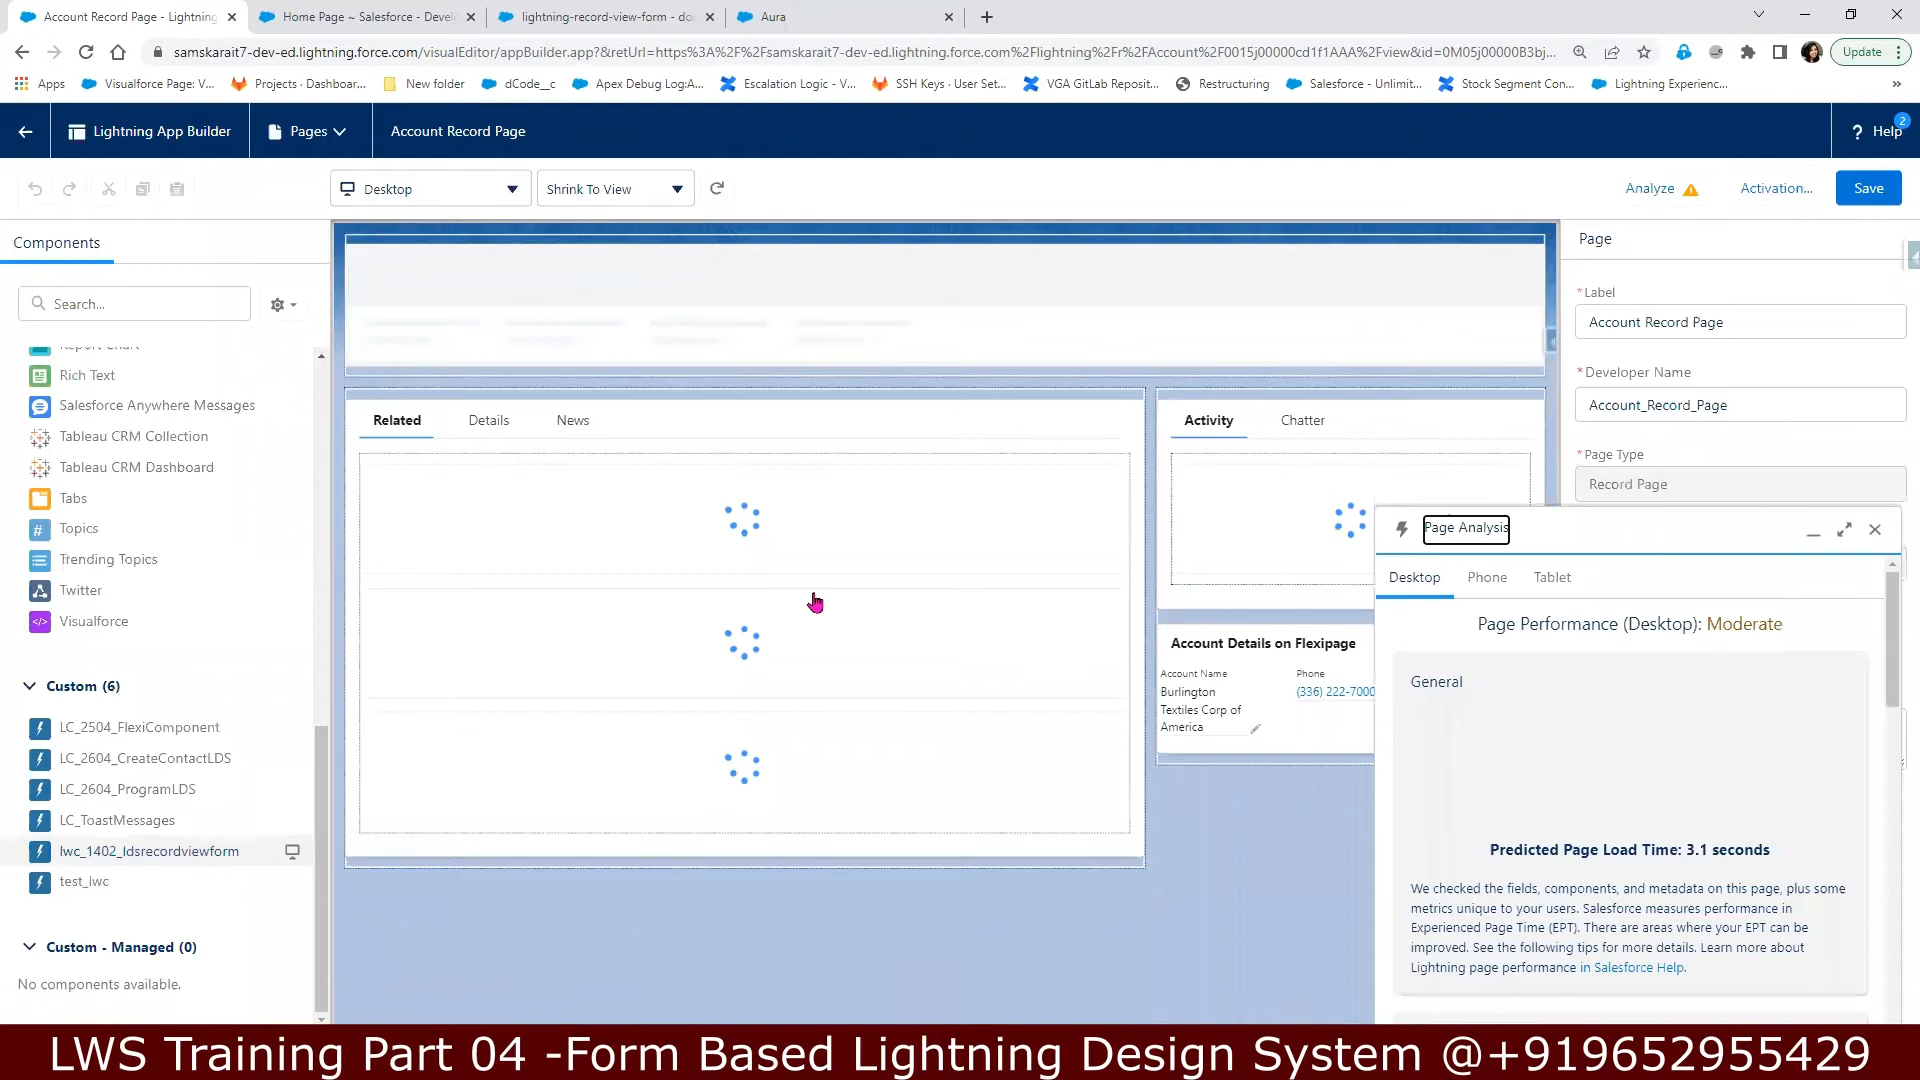 Account Record Page - Lightning
Home Page ~ Salesforce - Devel
lightning-record-view-form - do
Aura
samskarait7-dev-ed.lightning.force.com/visualEditor/appBuilder.app?&retUrl=https%3A%2F%2Fsamskarait7-dev-ed.lightning.force.com%2Flightning%2Fr%2FAccount%2F0015j00000cd1f1AAA%2Fview&id=0M05j00000B3bj...
Update
Apps
Visualforce Page: V...
Projects · Dashboar...
New folder
dCode__c
Apex Debug Log:A...
Escalation Logic - V...
SSH Keys · User Set...
VGA GitLab Reposit...
Restructuring
Salesforce - Unlimit...
Stock Segment Con...
Lightning Experienc...
»
Lightning App Builder
Pages
Account Record Page
? Help
2
Desktop
Shrink To View
Analyze
Activation...
Save
Components
Search...
Report Chart
Rich Text
Salesforce Anywhere Messages
Tableau CRM Collection
Tableau CRM Dashboard
Tabs
Topics
Trending Topics
Twitter
Visualforce
Custom (6)
LC_2504_FlexiComponent
LC_2604_CreateContactLDS
LC_2604_ProgramLDS
LC_ToastMessages
lwc_1402_ldsrecordviewform
test_lwc
Custom - Managed (0)
No components available.
Related
Details
News
Activity
Chatter
Account Details on Flexipage
Account Name
Phone
Burlington
Textiles Corp of
America
(336) 222-7000
Page
*Label
Account Record Page
*Developer Name
Account_Record_Page
*Page Type
Record Page
Page Analysis
Desktop
Phone
Tablet
Page Performance (Desktop): Moderate
General
Predicted Page Load Time: 3.1 seconds
We checked the fields, components, and metadata on this page, plus some
metrics unique to your users. Salesforce measures performance in
Experienced Page Time (EPT). There are areas where your EPT can be
improved. See the following tips for more details. Learn more about
Lightning page performance in Salesforce Help.
LWS Training Part 04 -Form Based Lightning Design System @+919652955429